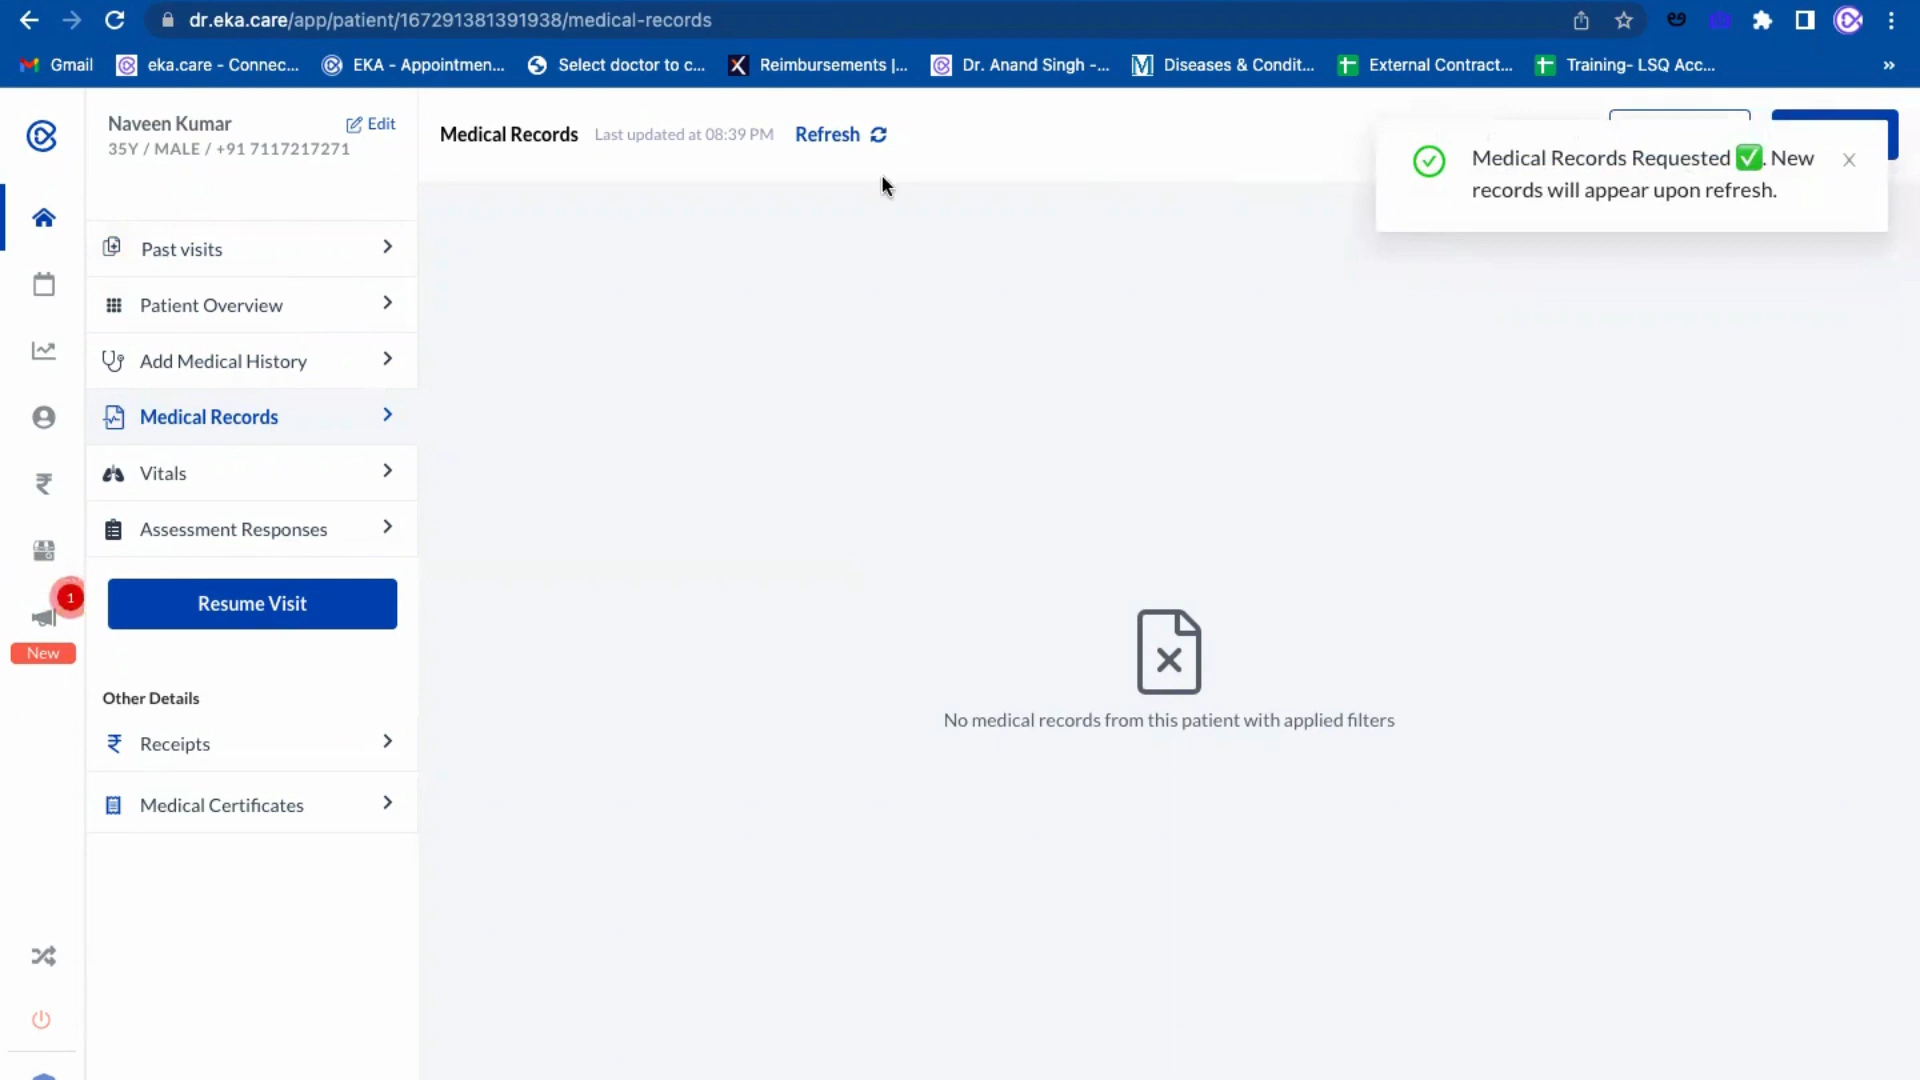 dr.eka.care/app/patient/167291381391938/medical-records
Gmail
eka.care - Connec...
EKA - Appointmen...
Select doctor to c...
Reimbursements |...
Dr. Anand Singh -...
Diseases & Condit...
External Contract...
Training- LSQ Acc...
»
Naveen Kumar
Edit
35Y / MALE / +91 7117217271
Medical Records
Last updated at 08:39 PM
Refresh
Medical Records Requested ✅. New
records will appear upon refresh.
Past visits
Patient Overview
Add Medical History
Medical Records
Vitals
Assessment Responses
1
New
Resume Visit
Other Details
Receipts
Medical Certificates
No medical records from this patient with applied filters